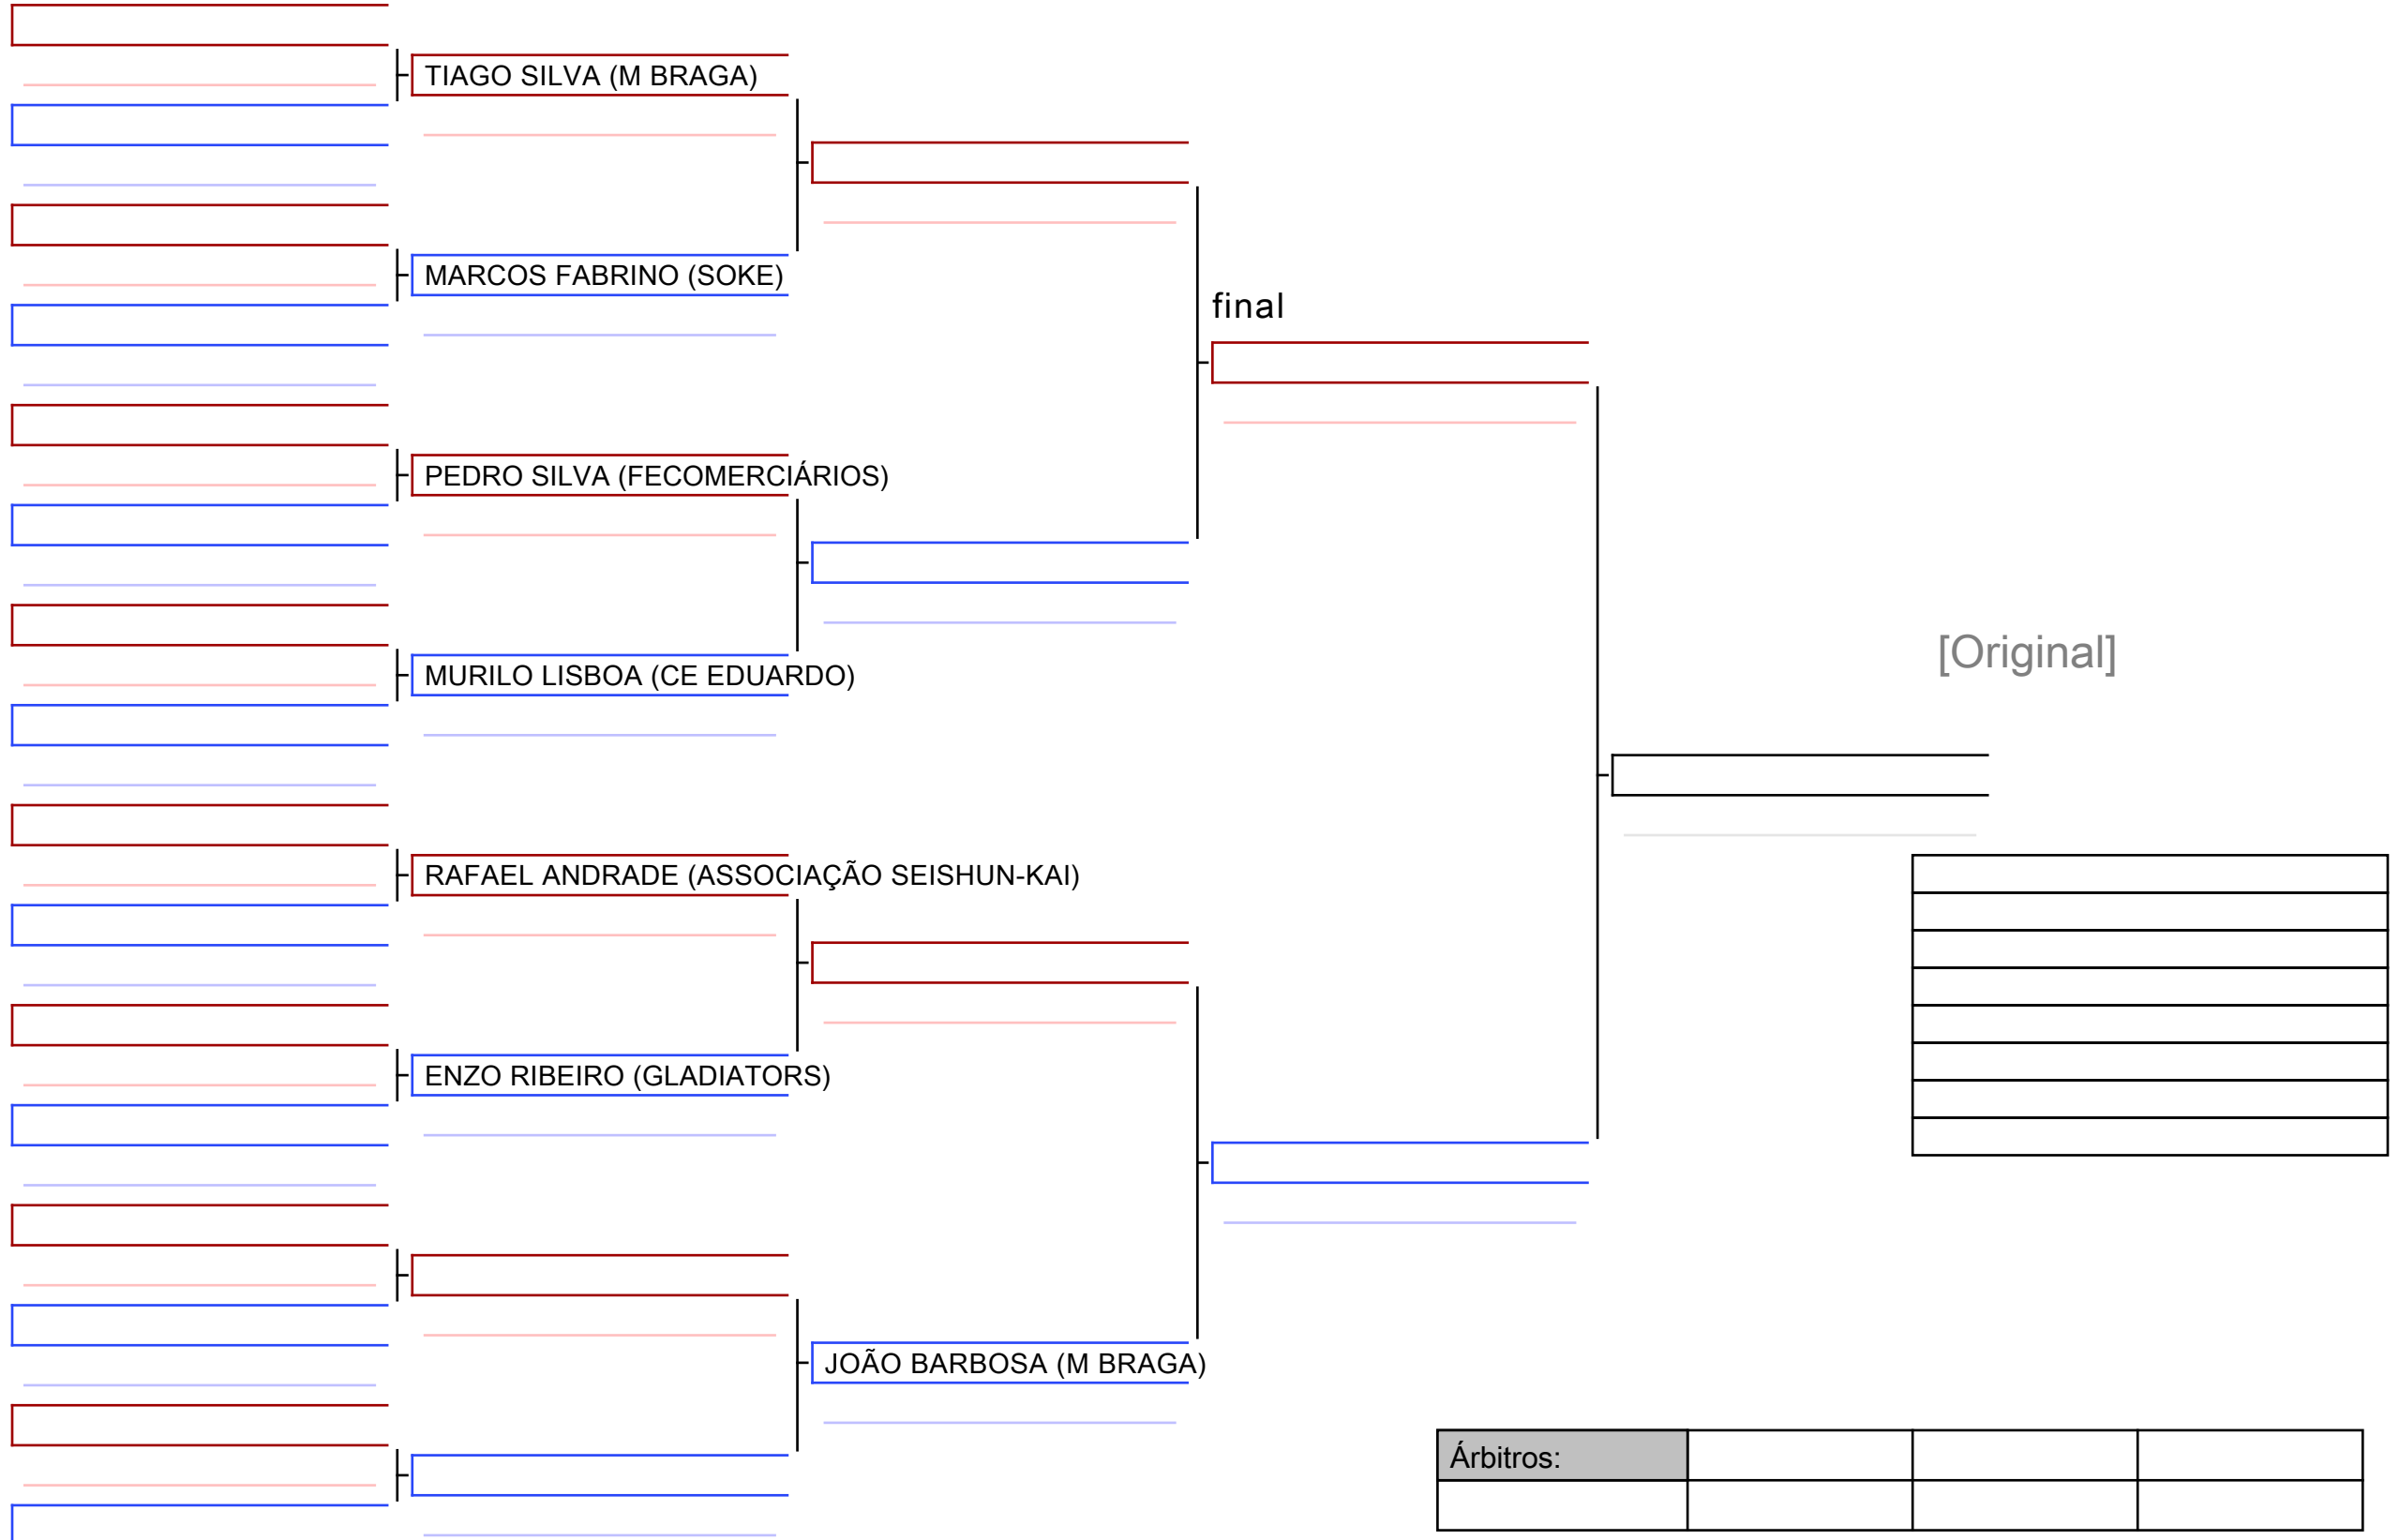 TIAGO SILVA (M BRAGA)
MARCOS FABRINO (SOKE)
final
PEDRO SILVA (FECOMERCIÁRIOS)
[Original]
MURILO LISBOA (CE EDUARDO)
RAFAEL ANDRADE (ASSOCIAÇÃO SEISHUN-KAI)
ENZO RIBEIRO (GLADIATORS)
JOÃO BARBOSA (M BRAGA)
Árbitros: